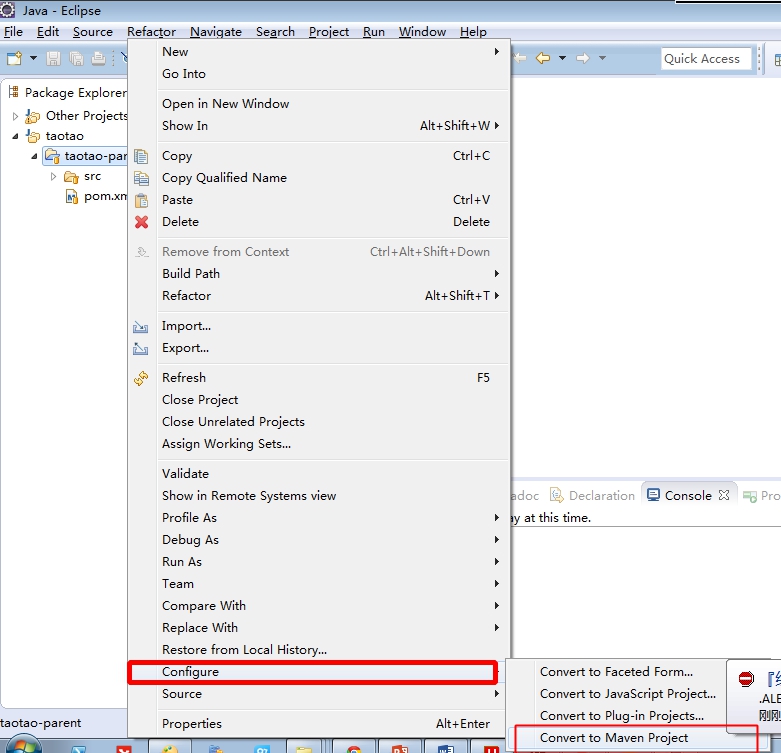 Java - Eclipse
File Edit Source Refactor Navigate Search Project Run Window Help
Quick Access
Package Explorer
Other Projects
taotao
taotao-par
src
pom.xm
New
Go Into
Open in New Window
Show In Alt+Shift+W
Copy Ctrl+C
Copy Qualified Name
Paste Ctrl+V
Delete Delete
Remove from Context Ctrl+Alt+Shift+Down
Build Path
Refactor Alt+Shift+T
Import...
Export...
Refresh F5
Close Project
Close Unrelated Projects
Assign Working Sets...
Validate
Show in Remote Systems view
Profile As
Debug As
Run As
Team
Compare With
Replace With
Restore from Local History...
Configure
Source
Properties Alt+Enter
adoc Declaration Console Pro
ay at this time.
Convert to Faceted Form...
Convert to JavaScript Project...
Convert to Plug-in Projects...
Convert to Maven Project
.ALE
刚刚
taotao-parent